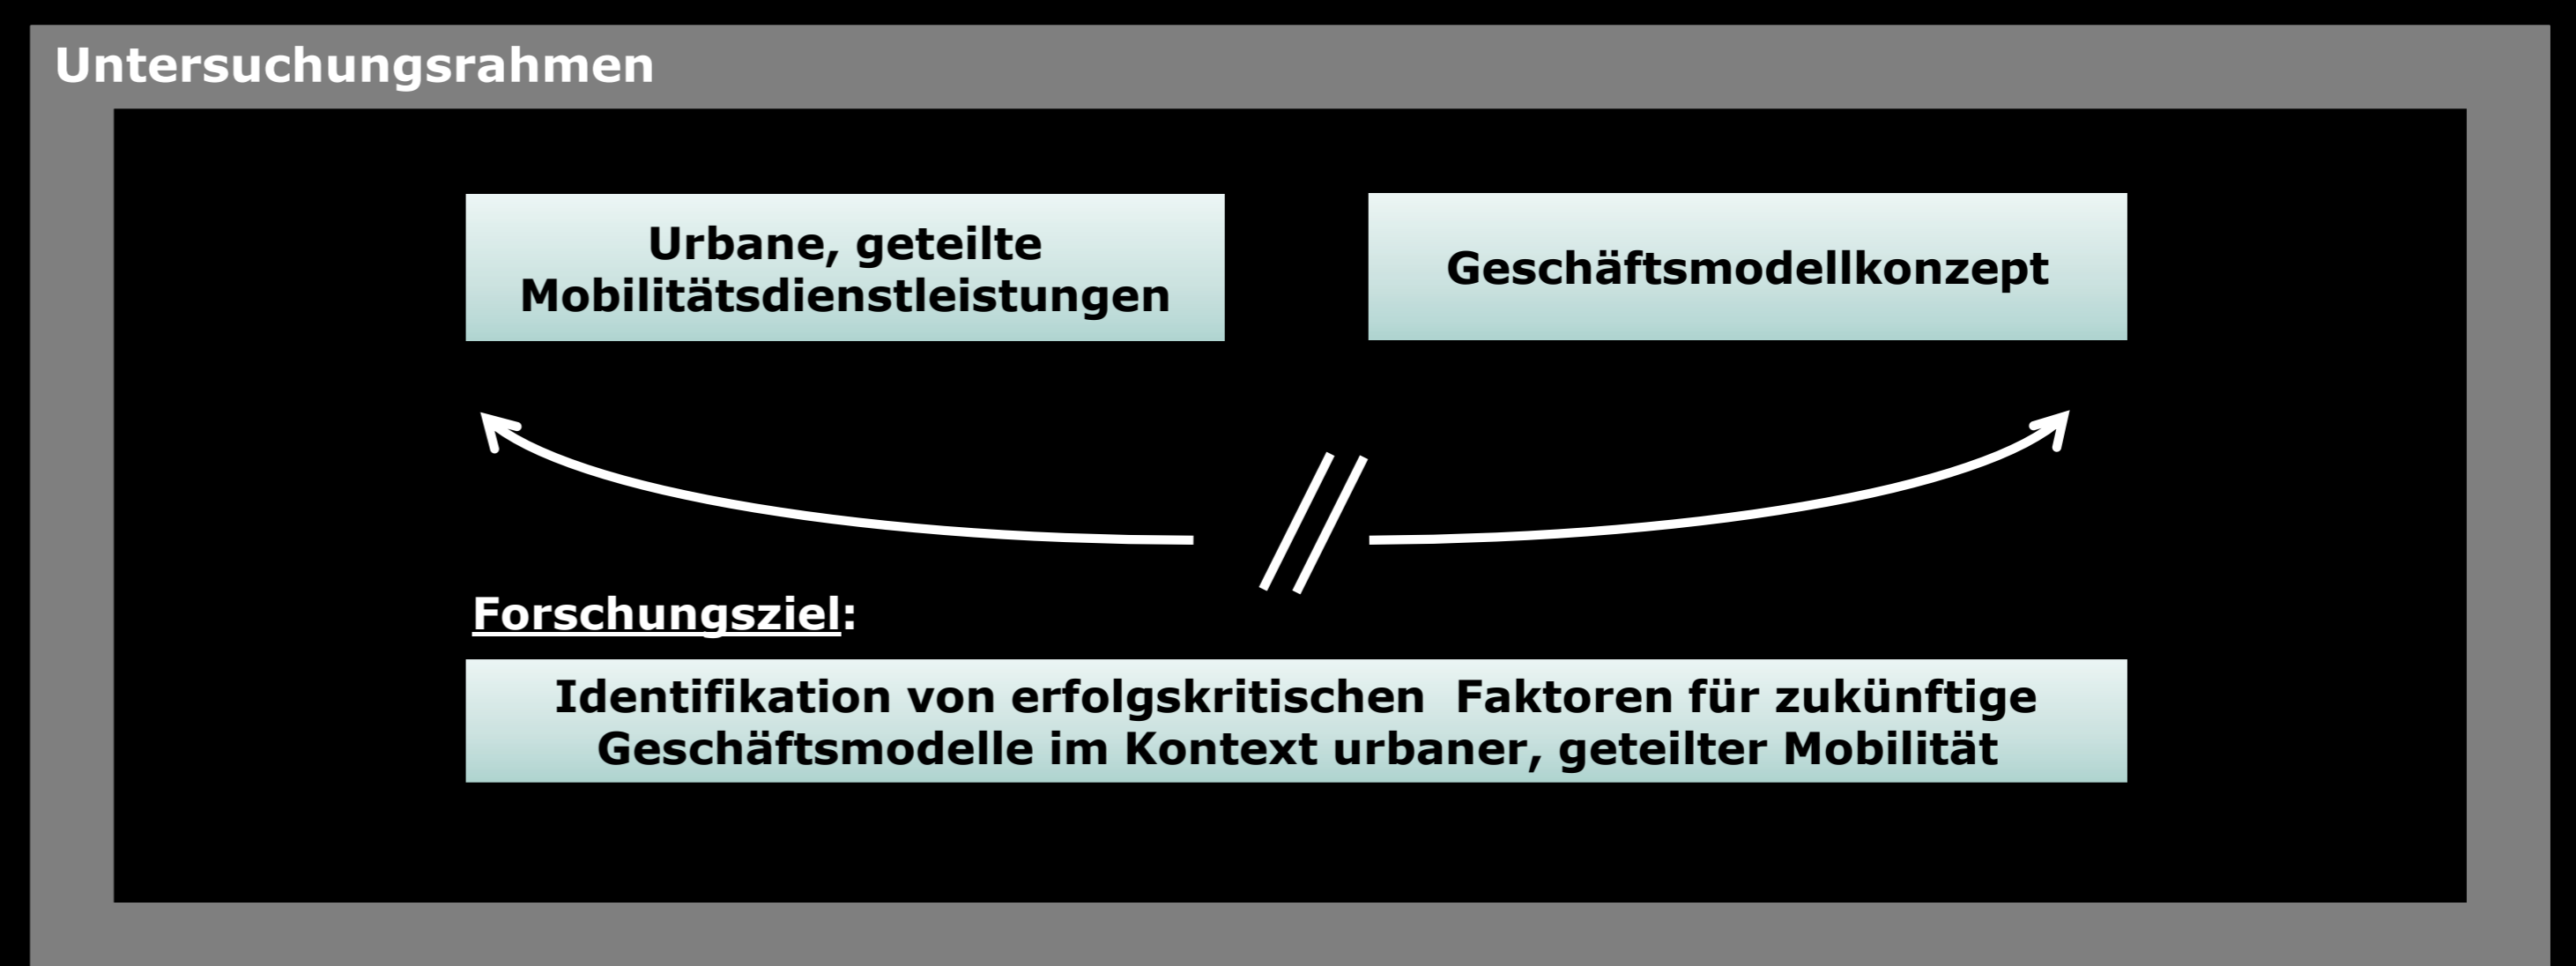 Untersuchungsrahmen
Urbane, geteilte
Mobilitätsdienstleistungen
Geschäftsmodellkonzept
Forschungsziel:
Identifikation von erfolgskritischen  Faktoren für zukünftige
Geschäftsmodelle im Kontext urbaner, geteilter Mobilität